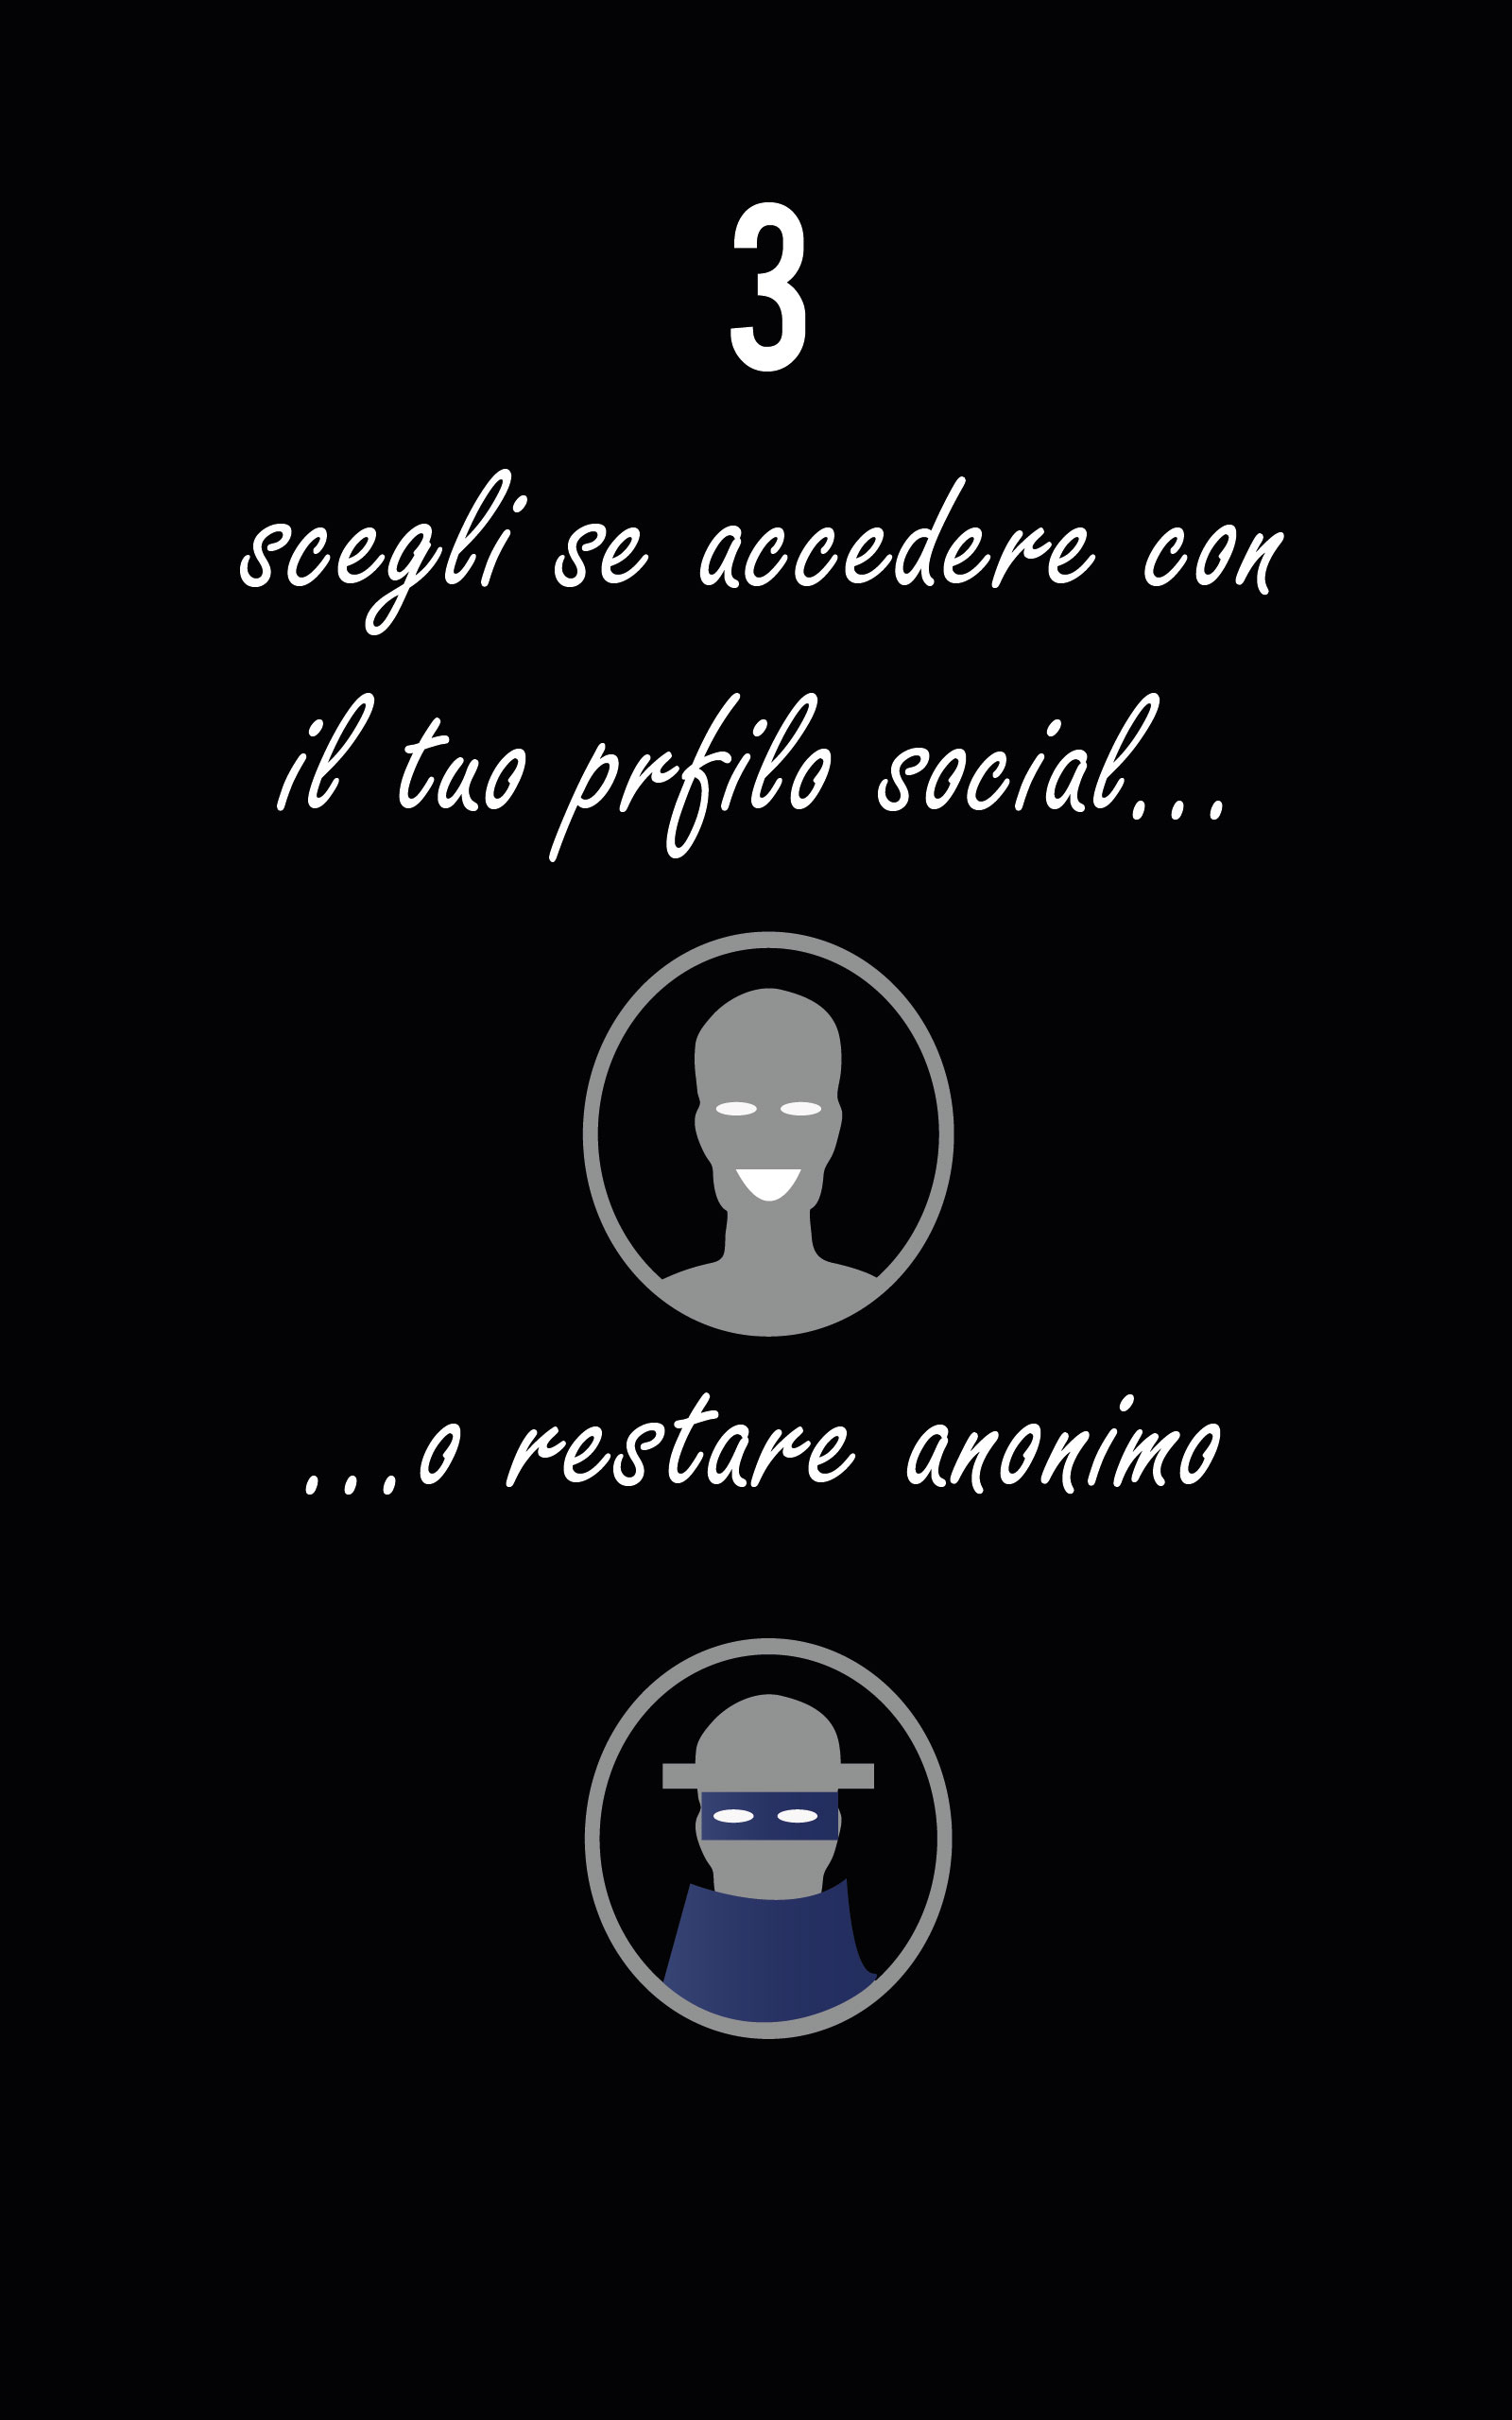 3
scegli se accedere con
il tuo prfilo social...
...o restare anonimo